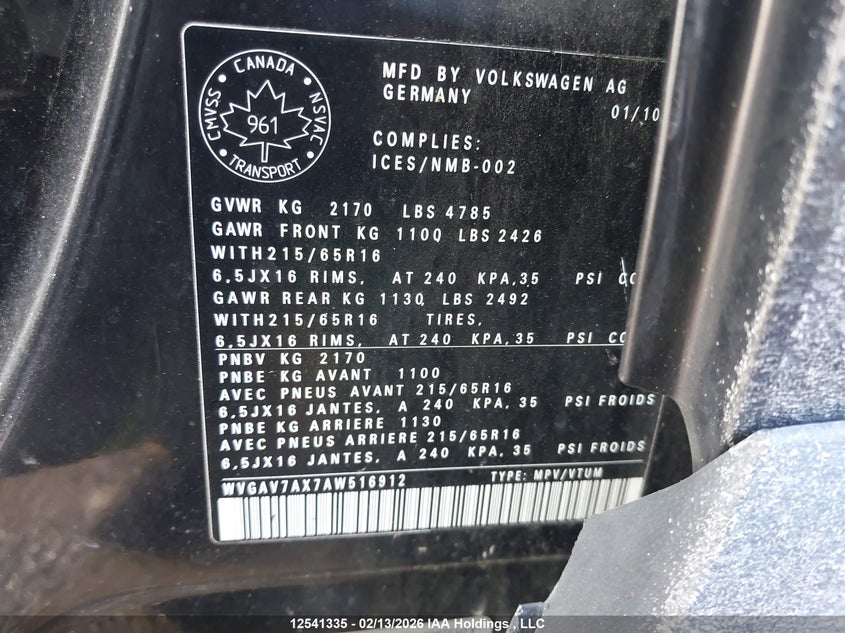 CANADA
CMVSS
NSVAC
961
TRANSPORT
MFD BY VOLKSWAGEN AG
GERMANY
01/10
COMPLIES:
ICES/NMB-002
GVWR KG 2170 LBS 4785
GAWR FRONT KG 1100 LBS 2426
WITH215/65R16
6.5JX16 RIMS, AT 240 KPA,35 PSI
GAWR REAR KG 1130 LBS 2492
WITH215/65R16 TIRES,
6.5JX16 RIMS, AT 240 KPA,35 PSI
PNBV KG 2170
PNBE KG AVANT 1100
AVEC PNEUS AVANT 215/65R16
6.5JX16 JANTES, A 240 KPA, 35 PSI FROIDS
PNBE KG ARRIERE 1130
AVEC PNEUS ARRIERE 215/65R16
6.5JX16 JANTES, A 240 KPA, 35 PSI FROIDS
WVGAV7AX7AW516912 TYPE: MPV/VTUM
12541335 - 02/13/2026 IAA Holdings , LLC